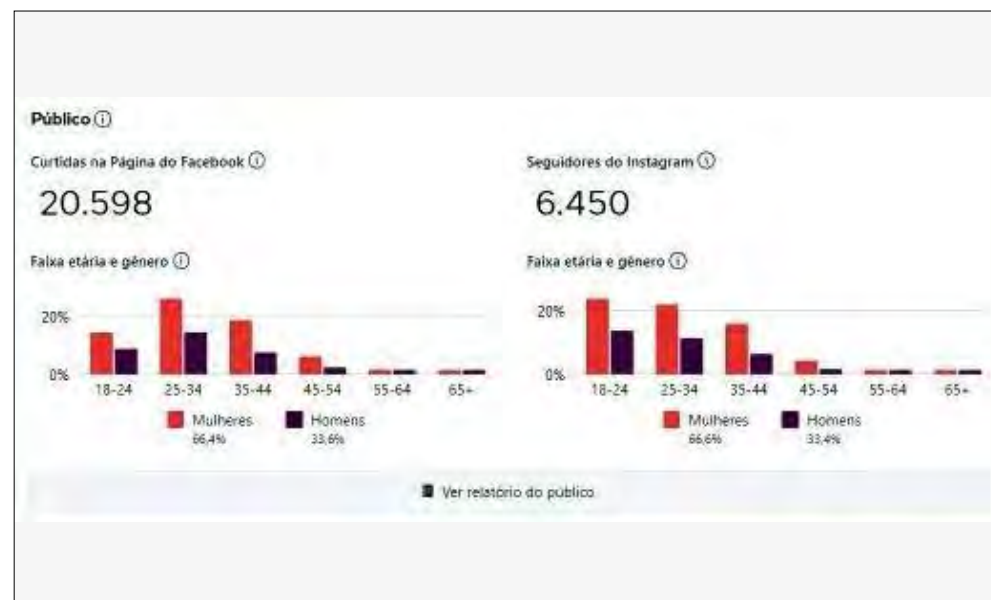 Público
Curtidas na Página do Facebook
20.598
Faixa etária e gênero
20%
0%
18-24 25-34 35-44 45-54 55-64 65+
Mulheres Homens
66,4% 33,6%
Seguidores do Instagram
6.450
Faixa etária e gênero
20%
0%
18-24 25-34 35-44 45-54 55-64 65+
Mulheres Homens
66,6% 33,4%
Ver relatório do público